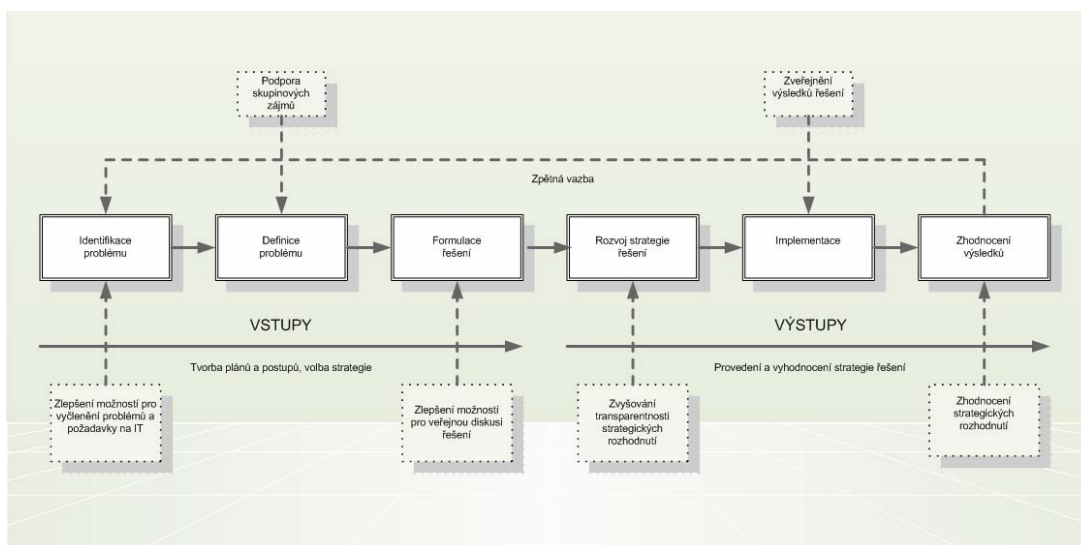 Podpora
skupinových
zájmů
Zveřejnění
výsledků řešení
Zpětná vazba
Identifikace
problému
Definice
problému
Formulace
řešení
Rozvoj strategie
řešení
Implementace
Zhodnocení
výsledků
VSTUPY
VÝSTUPY
Tvorba plánů a postupů, volba strategie
Provedení a vyhodnocení strategie řešení
Zlepšení možností pro
vyčlenění problémů a
požadavky na IT
Zlepšení možností
pro veřejnou diskusi
řešení
Zvyšování
transparentnosti
strategických
rozhodnutí
Zhodnocení
strategických
rozhodnutí